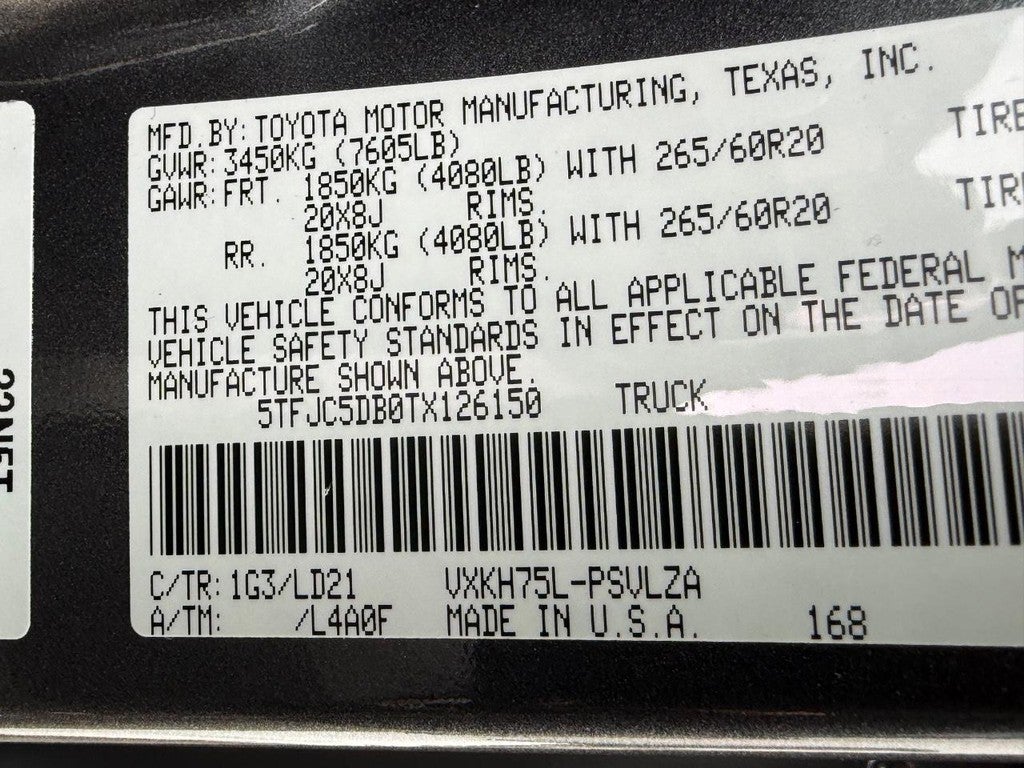 MFD.BY: TOYOTA MOTOR MANUFACTURING, TEXAS, INC.
GVWR: 3450KG (7605LB)
GAWR: FRT. 1850KG (4080LB) WITH 265/60R20 TIRE
20X8J RIMS.
RR. 1850KG (4080LB) WITH 265/60R20 TIRE
20X8J RIMS.
THIS VEHICLE CONFORMS TO ALL APPLICABLE FEDERAL M
VEHICLE SAFETY STANDARDS IN EFFECT ON THE DATE OF
MANUFACTURE SHOWN ABOVE.
5TFJC5DB0TX126150 TRUCK
C/TR: 1G3/LD21 VXKH75L-PSVLZA
A/TM: /L4A0F MADE IN U.S.A. 168